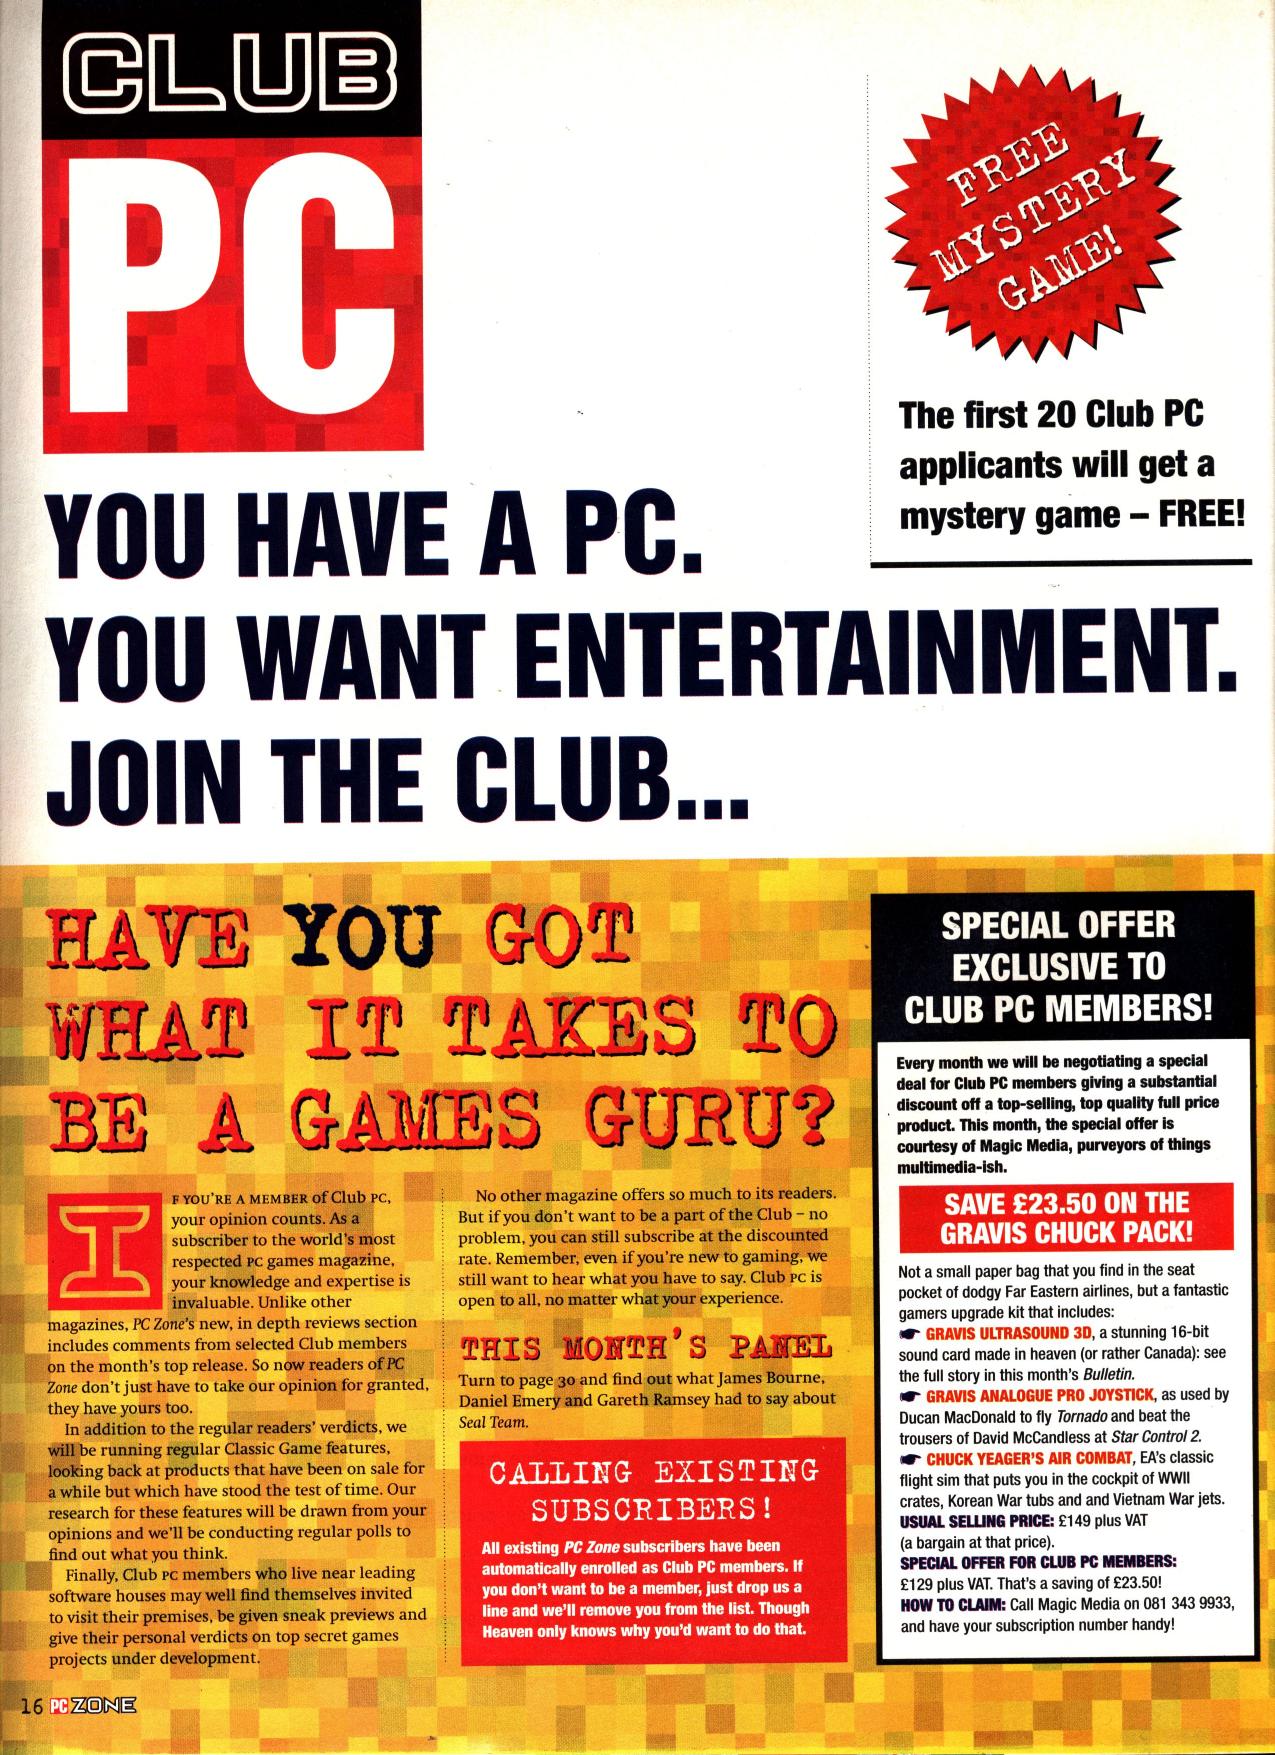 CLUB
PC
FREE
MYSTERY
GAME!
The first 20 Club PC
applicants will get a
mystery game – FREE!
YOU HAVE A PC.
YOU WANT ENTERTAINMENT.
JOIN THE CLUB...
HAVE YOU GOT
WHAT IT TAKES TO
BE A GAMES GURU?
IF YOU'RE A MEMBER of Club PC,
your opinion counts. As a
subscriber to the world's most
respected PC games magazine,
your knowledge and expertise is
invaluable. Unlike other
magazines, PC Zone's new, in depth reviews section
includes comments from selected Club members
on the month's top release. So now readers of PC
Zone don't just have to take our opinion for granted,
they have yours too.
In addition to the regular readers' verdicts, we
will be running regular Classic Game features,
looking back at products that have been on sale for
a while but which have stood the test of time. Our
research for these features will be drawn from your
opinions and we'll be conducting regular polls to
find out what you think.
Finally, Club PC members who live near leading
software houses may well find themselves invited
to visit their premises, be given sneak previews and
give their personal verdicts on top secret games
projects under development.
No other magazine offers so much to its readers.
But if you don't want to be a part of the Club – no
problem, you can still subscribe at the discounted
rate. Remember, even if you're new to gaming, we
still want to hear what you have to say. Club PC is
open to all, no matter what your experience.
THIS MONTH'S PANEL
Turn to page 30 and find out what James Bourne,
Daniel Emery and Gareth Ramsey had to say about
Seal Team.
CALLING EXISTING
SUBSCRIBERS!
All existing PC Zone subscribers have been
automatically enrolled as Club PC members. If
you don't want to be a member, just drop us a
line and we'll remove you from the list. Though
Heaven only knows why you'd want to do that.
SPECIAL OFFER
EXCLUSIVE TO
CLUB PC MEMBERS!
Every month we will be negotiating a special
deal for Club PC members giving a substantial
discount off a top-selling, top quality full price
product. This month, the special offer is
courtesy of Magic Media, purveyors of things
multimedia-ish.
SAVE £23.50 ON THE
GRAVIS CHUCK PACK!
Not a small paper bag that you find in the seat
pocket of dodgy Far Eastern airlines, but a fantastic
gamers upgrade kit that includes:
☛ GRAVIS ULTRASOUND 3D, a stunning 16-bit
sound card made in heaven (or rather Canada): see
the full story in this month's Bulletin.
☛ GRAVIS ANALOGUE PRO JOYSTICK, as used by
Ducan MacDonald to fly Tornado and beat the
trousers of David McCandless at Star Control 2.
☛ CHUCK YEAGER'S AIR COMBAT, EA's classic
flight sim that puts you in the cockpit of WWII
crates, Korean War tubs and and Vietnam War jets.
USUAL SELLING PRICE: £149 plus VAT
(a bargain at that price).
SPECIAL OFFER FOR CLUB PC MEMBERS:
£129 plus VAT. That's a saving of £23.50!
HOW TO CLAIM: Call Magic Media on 081 343 9933,
and have your subscription number handy!
16 PC ZONE